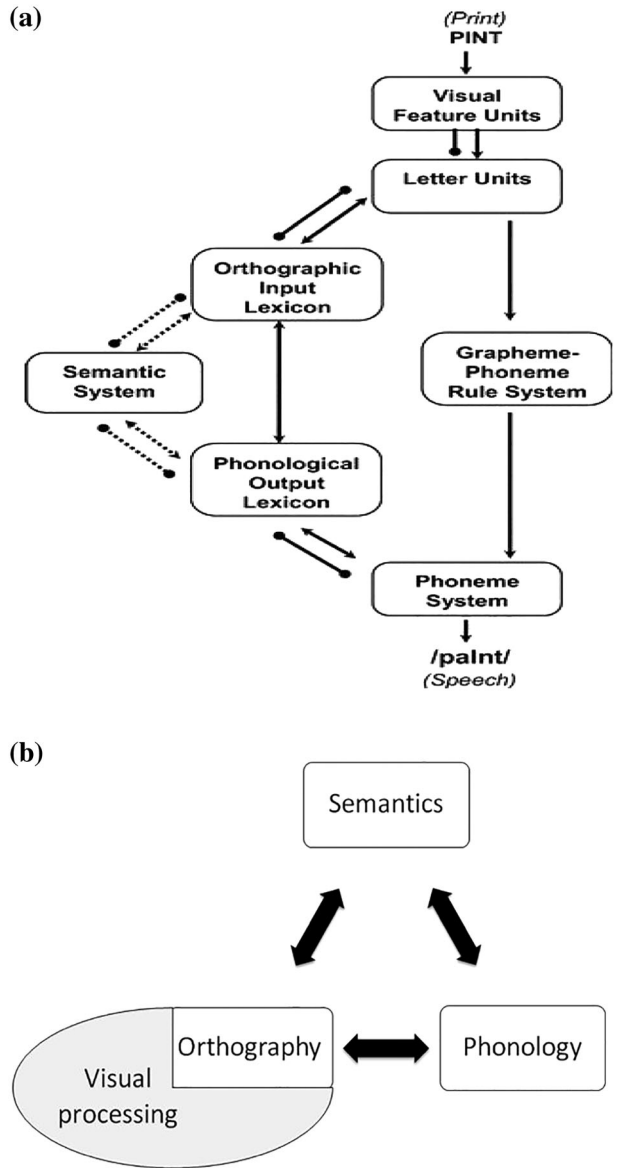 (a)
(Print)
PINT
Visual
Feature Units
Letter Units
Orthographic
Input
Lexicon
Semantic
System
Grapheme-
Phoneme
Rule System
Phonological
Output
Lexicon
Phoneme
System
/paInt/
(Speech)
(b)
Semantics
Orthography
Phonology
Visual
processing